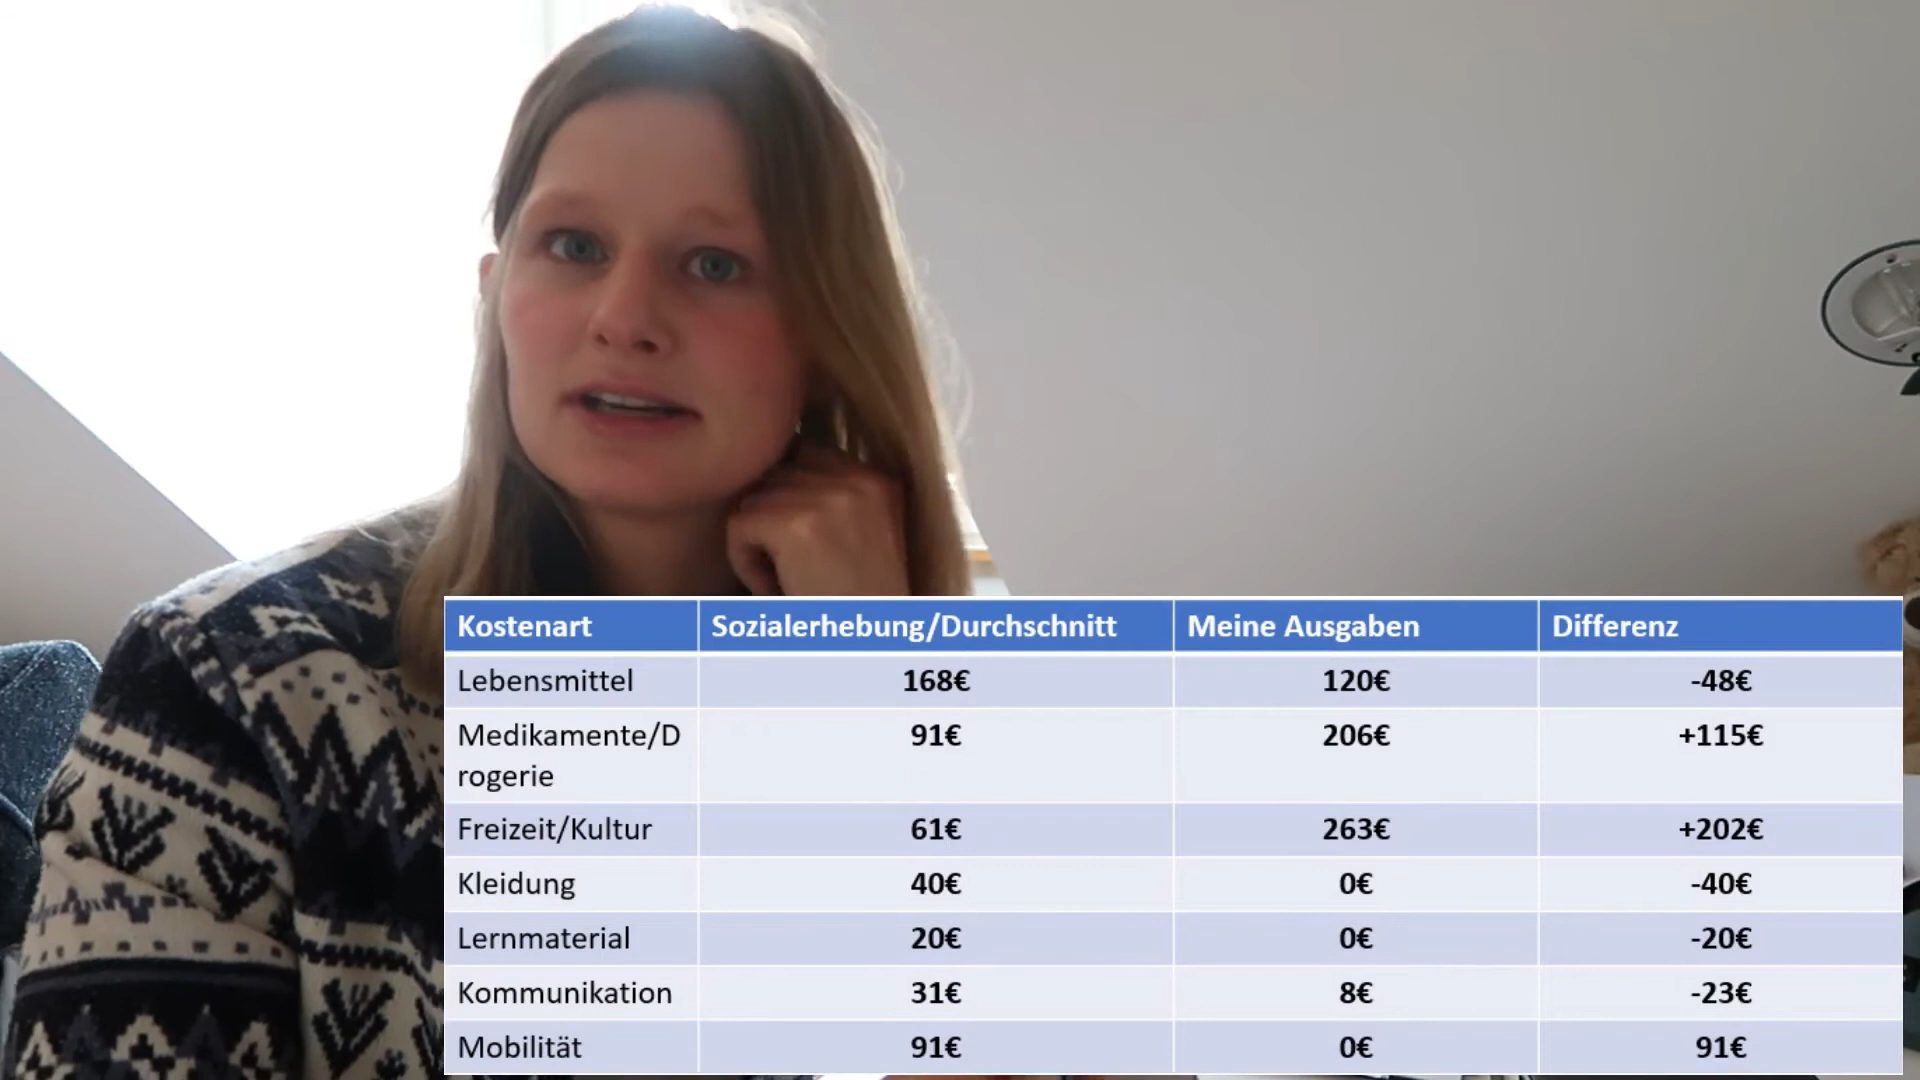 Kostenart Sozialerhebung/Durchschnitt Meine Ausgaben Differenz
Lebensmittel 168€ 120€ -48€
Medikamente/D 91€ 206€ +115€
rogerie
Freizeit/Kultur 61€ 263€ +202€
Kleidung 40€ 0€ -40€
Lernmaterial 20€ 0€ -20€
Kommunikation 31€ 8€ -23€
Mobilität 91€ 0€ 91€